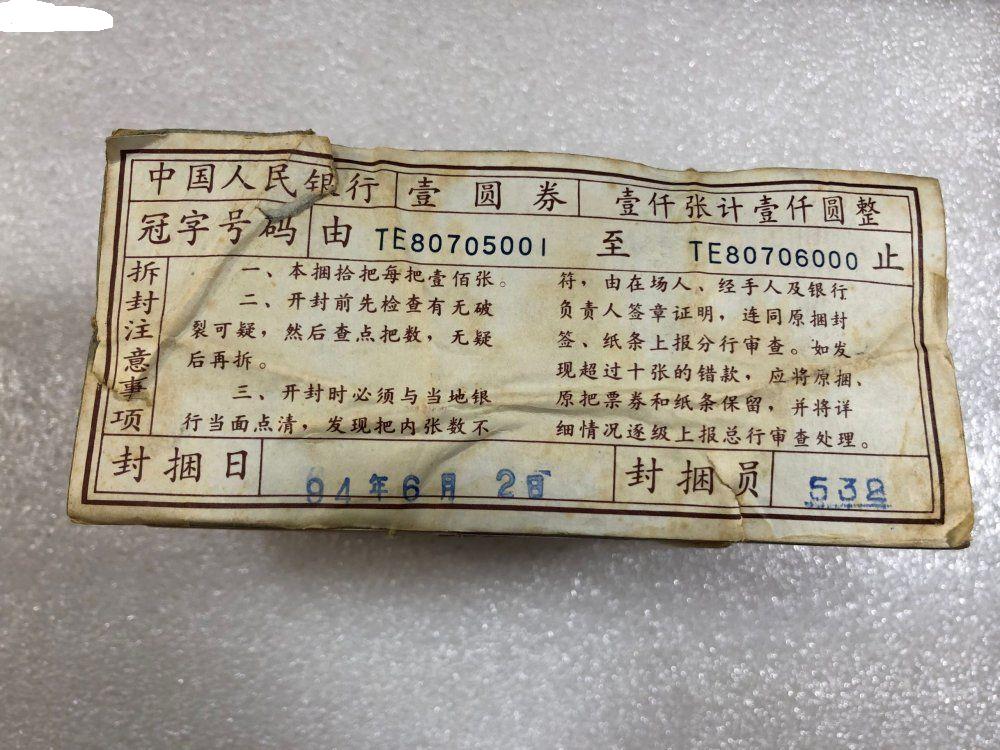 中国人民银行 壹圆券 壹仟张计壹仟圆整
冠字号码 由 TE80705001 至 TE80706000 止
拆封注意事项
一、本捆拾把每把壹佰张。
二、开封前先检查有无破
裂可疑，然后查点把数，无疑
后再拆。
三、开封时必须与当地银
行当面点清，发现把内张数不
符，由在场人、经手人及银行
负责人签章证明，连同原捆封
签、纸条上报分行审查。如发
现超过十张的错款，应将原捆、
原把票券和纸条保留，并将详
细情况逐级上报总行审查处理。
封捆日 94年6月 2日 封捆员 538